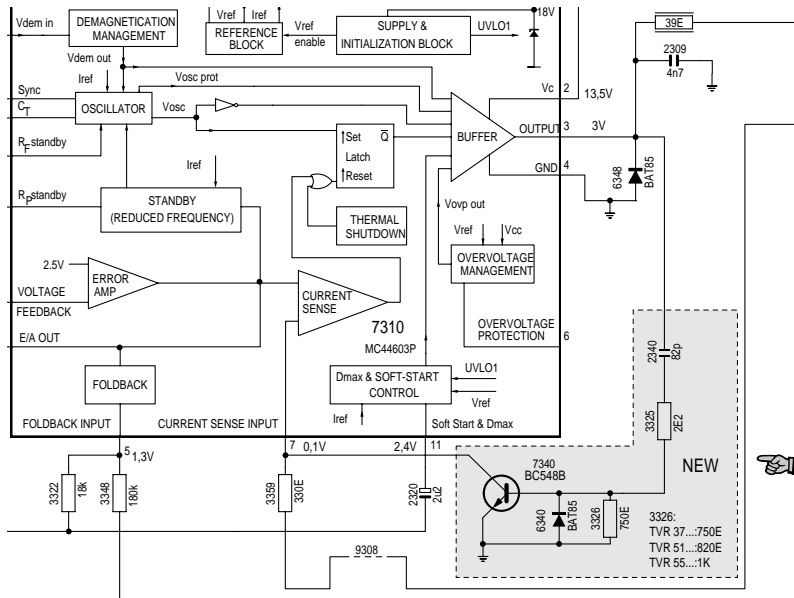 Vdem in
DEMAGNETICATION
MANAGEMENT
Vref
Iref
REFERENCE
BLOCK
Vref
enable
SUPPLY &
INITIALIZATION BLOCK
UVLO1
18V
39E
2309
4n7
Vdem out
Iref
Vosc prot
Sync
CT
OSCILLATOR
Vosc
RF standby
Set
Q
Latch
Reset
BUFFER
Vc
2
13,5V
OUTPUT
3
3V
GND
4
6348
BAT85
Iref
RP standby
STANDBY
(REDUCED FREQUENCY)
THERMAL
SHUTDOWN
Vovp out
Vref
Vcc
OVERVOLTAGE
MANAGEMENT
2.5V
ERROR
AMP
VOLTAGE
FEEDBACK
CURRENT
SENSE
7310
MC44603P
OVERVOLTAGE
PROTECTION
6
E/A OUT
FOLDBACK
Dmax & SOFT-START
CONTROL
UVLO1
Vref
Iref
FOLDBACK INPUT
CURRENT SENSE INPUT
Soft Start & Dmax
2340
82p
3325
2E2
NEW
5
1,3V
7
0,1V
2,4V
11
3322
18k
3348
180k
3359
330E
2320
2u2
7340
BC548B
6340
BAT85
3326
750E
3326:
TVR 37...:750E
TVR 51...:820E
TVR 55...:1K
9308